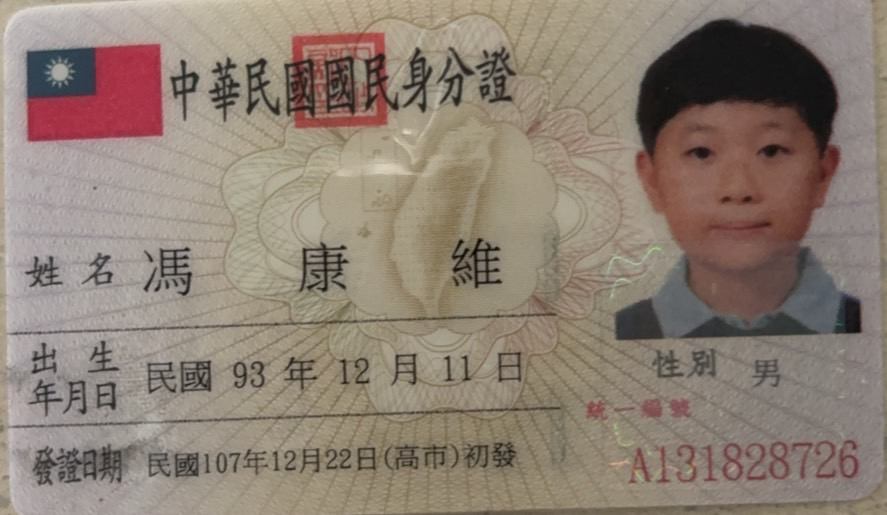 中華民國國民身分證
姓名 馮康維
出生年月日 民國 93 年 12 月 11 日
性別 男
統一編號
發證日期 民國107年12月22日(高市)初發
A131828726